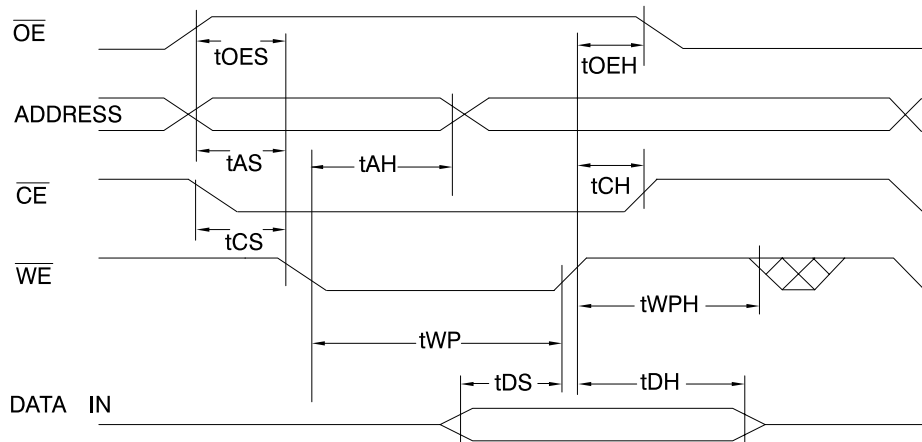 OE
tOES
tOEH
ADDRESS
tAS
tAH
tCH
CE
tCS
WE
tWPH
tWP
tDS
tDH
DATA IN